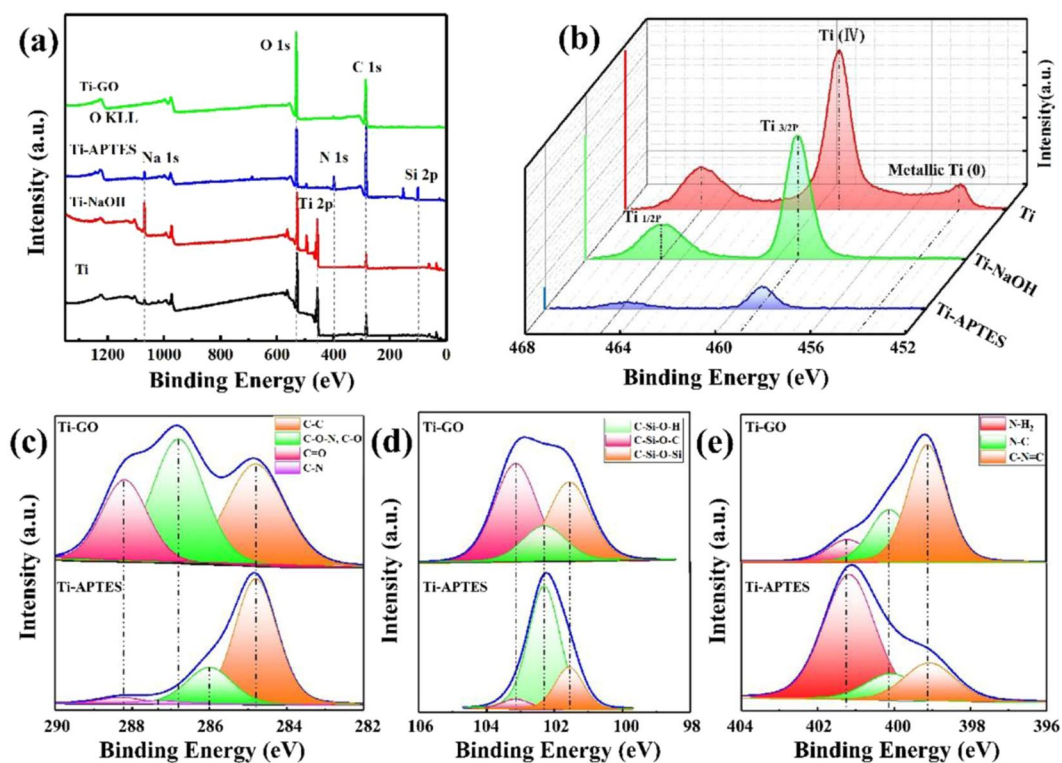 (a)
O 1s
C 1s
Ti-GO
O KLL
Ti-APTES
Na 1s
N 1s
Si 2p
Ti-NaOH
Ti 2p
Ti
Intensity (a.u.)
1200 1000 800 600 400 200 0
Binding Energy (eV)
(b)
Ti (Ⅳ)
Ti 3/2P
Metallic Ti (0)
Ti 1/2P
Intensity(a.u.)
Ti
Ti-NaOH
Ti-APTES
468 464 460 456 452
Binding Energy (eV)
(c)
Ti-GO
C-C
C-O-N, C-O
C=O
C-N
Ti-APTES
Intensity (a.u.)
290 288 286 284 282
Binding Energy (eV)
(d)
Ti-GO
C-Si-O-H
C-Si-O-C
C-Si-O-Si
Ti-APTES
Intensity (a.u.)
106 104 102 100 98
Binding Energy (eV)
(e)
Ti-GO
N-H2
N-C
C-N=C
Ti-APTES
Intensity (a.u.)
404 402 400 398 396
Binding Energy (eV)